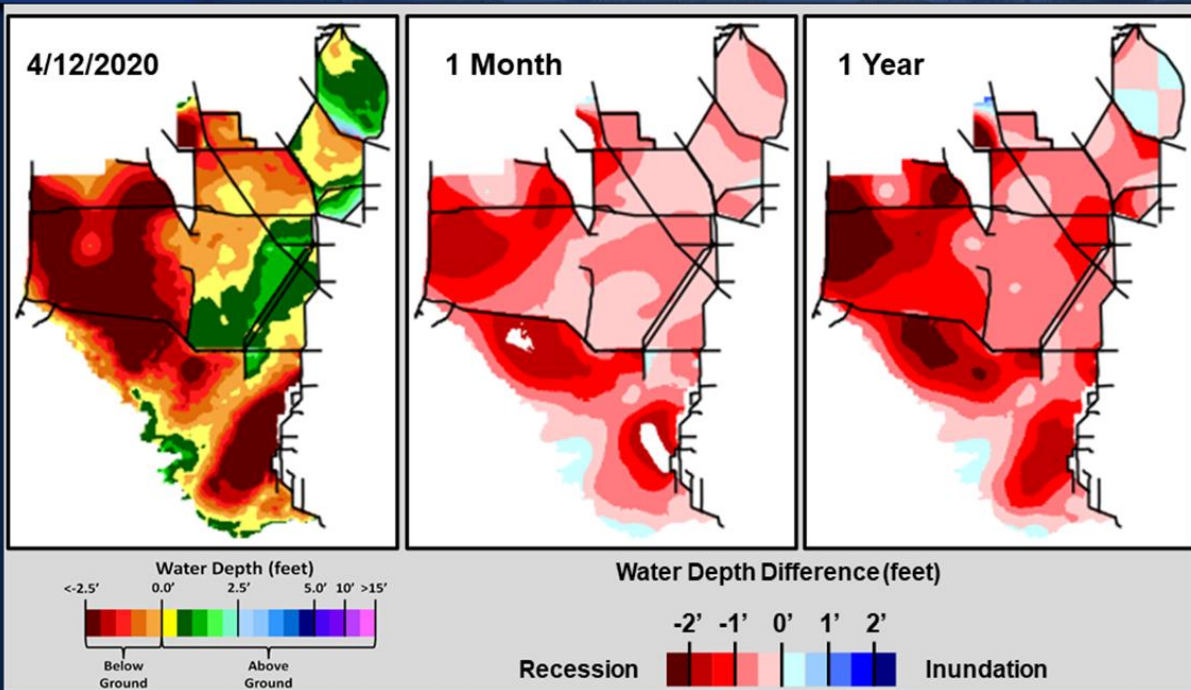 4/12/2020
1 Month
1 Year
Water Depth (feet)
<-2.5' 0.0' 2.5' 5.0' 10' >15'
Below
Ground
Above
Ground
Water Depth Difference (feet)
-2' -1' 0' 1' 2'
Recession
Inundation